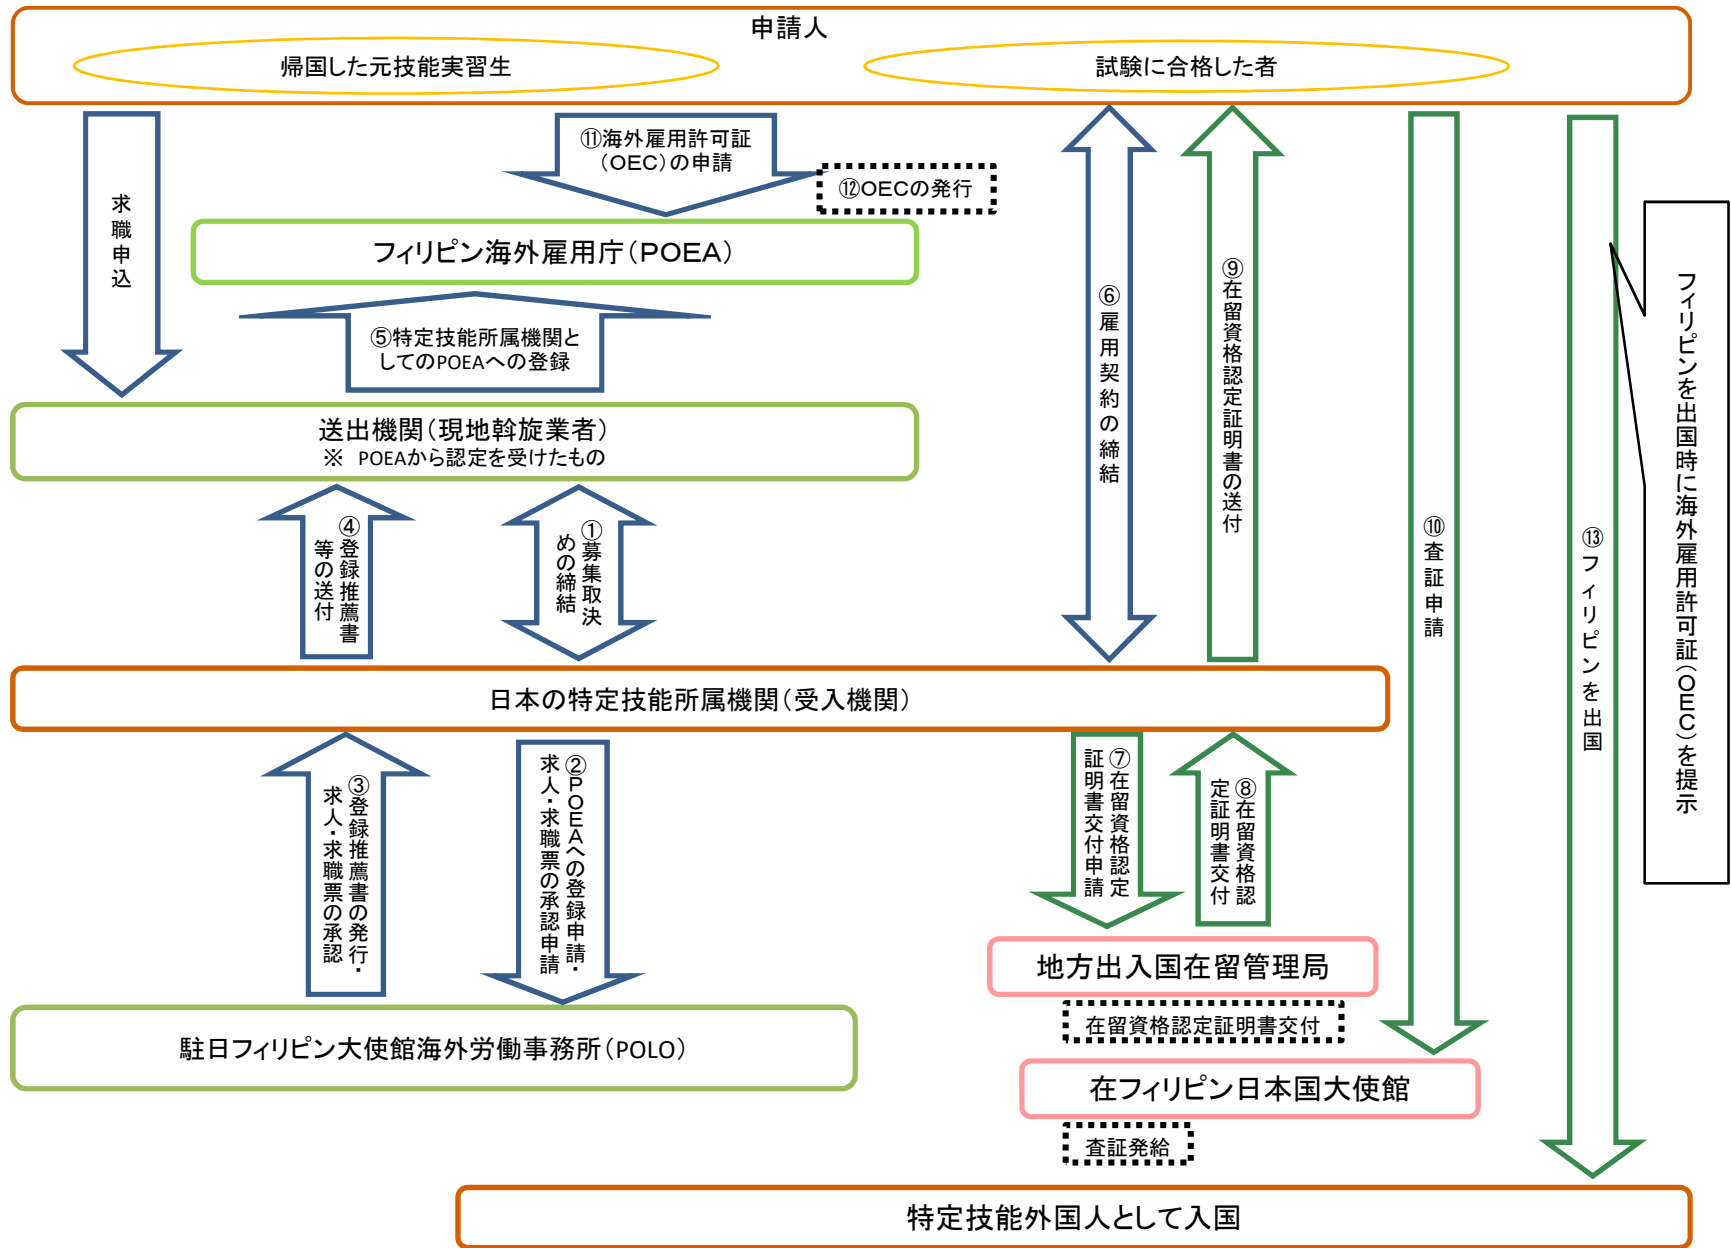 申請人
帰国した元技能実習生
試験に合格した者
求職申込
⑪海外雇用許可証
（OEC）の申請
⑫OECの発行
フィリピン海外雇用庁（POEA）
⑤特定技能所属機関と
してのPOEAへの登録
送出機関（現地斡旋業者）
※ POEAから認定を受けたもの
④登録推薦書
等の送付
①募集取決
めの締結
⑥雇用契約の締結
⑨在留資格認定証明書の送付
⑩査証申請
⑬フィリピンを出国
フィリピンを出国時に海外雇用許可証（OEC）を提示
日本の特定技能所属機関（受入機関）
③登録推薦書の発行・
求人・求職票の承認
②POEAへの登録申請・
求人・求職票の承認申請
⑦在留資格認定
証明書交付申請
⑧在留資格認
定証明書交付
地方出入国在留管理局
在留資格認定証明書交付
駐日フィリピン大使館海外労働事務所（POLO）
在フィリピン日本国大使館
査証発給
特定技能外国人として入国